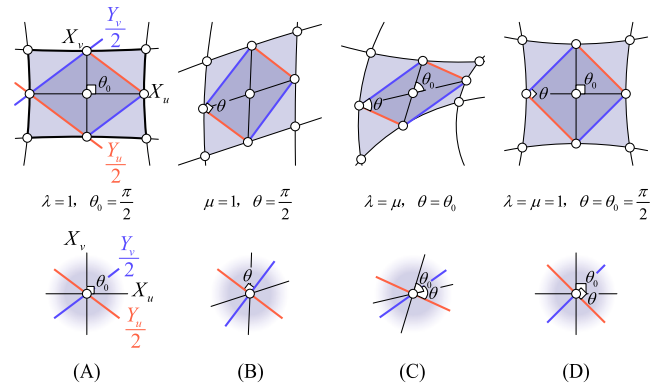 X_v Y_v/2
θ_0 X_u θ θ θ_0 θ θ_0
Y_u/2
λ = 1, θ_0 = π/2 μ = 1, θ = π/2 λ = μ, θ = θ_0 λ = μ = 1, θ = θ_0 = π/2
X_v Y_v/2
θ_0 X_u θ θ_0 θ θ_0 θ
Y_u/2
(A) (B) (C) (D)